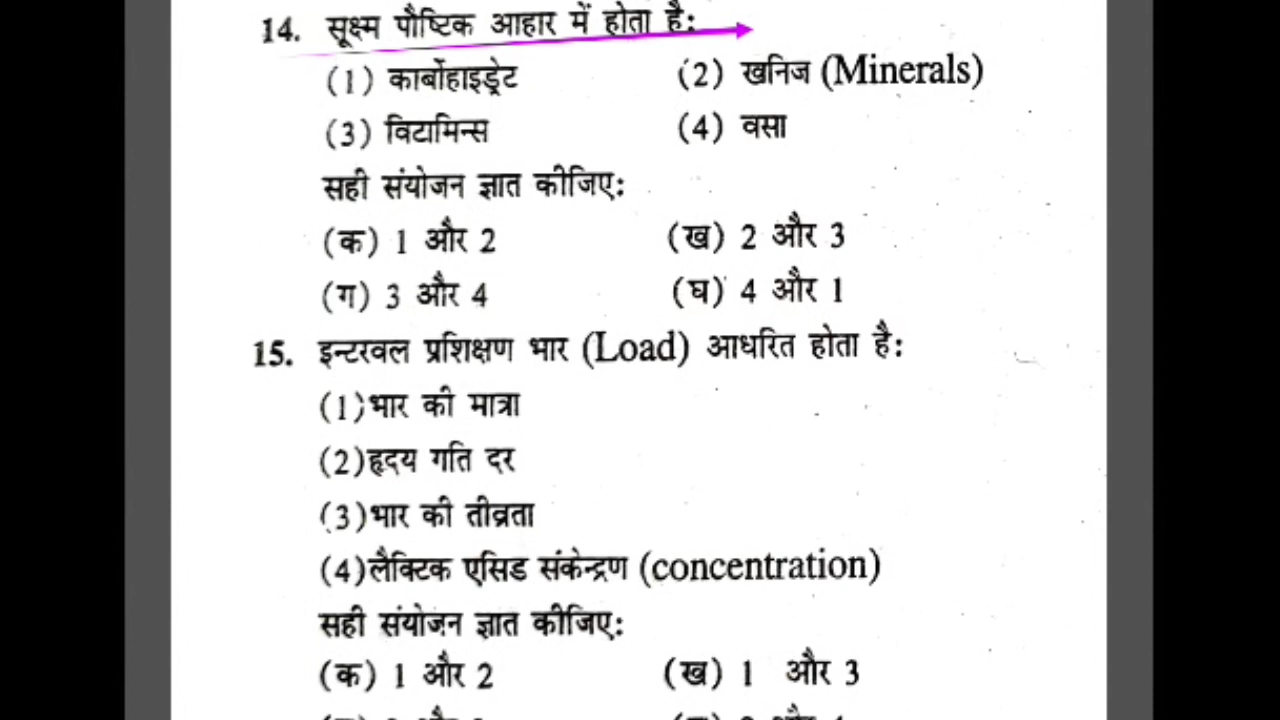 14. सूक्ष्म पौष्टिक आहार में होता है:
(1) कार्बोहाइड्रेट (2) खनिज (Minerals)
(3) विटामिन्स (4) वसा
सही संयोजन ज्ञात कीजिए:
(क) 1 और 2 (ख) 2 और 3
(ग) 3 और 4 (घ) 4 और 1
15. इन्टरवल प्रशिक्षण भार (Load) आधरित होता है:
(1)भार की मात्रा
(2)हृदय गति दर
(3)भार की तीव्रता
(4)लैक्टिक एसिड संकेन्द्रण (concentration)
सही संयोजन ज्ञात कीजिए:
(क) 1 और 2 (ख) 1 और 3